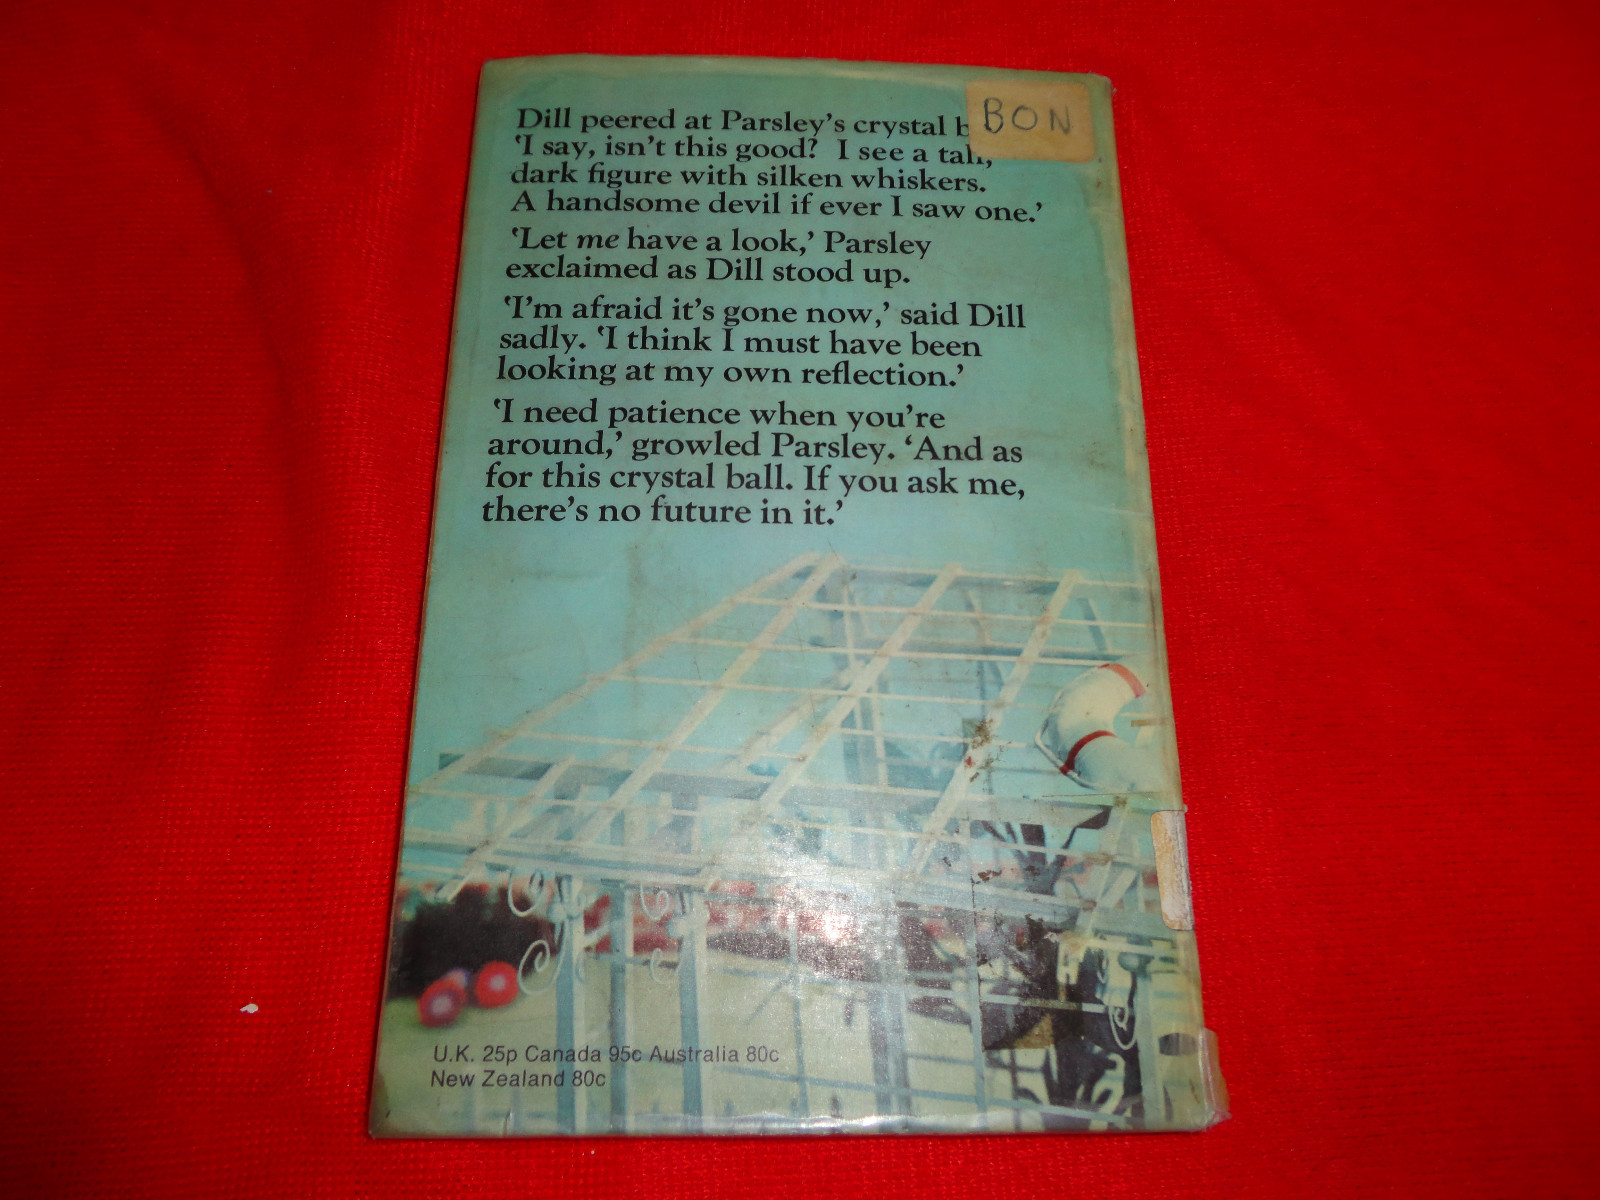 Dill peered at Parsley's crystal b
BON
'I say, isn't this good? I see a tall,
dark figure with silken whiskers.
A handsome devil if ever I saw one.'
'Let me have a look,' Parsley
exclaimed as Dill stood up.
'I'm afraid it's gone now,' said Dill
sadly. 'I think I must have been
looking at my own reflection.'
'I need patience when you're
around,' growled Parsley. 'And as
for this crystal ball. If you ask me,
there's no future in it.'
U.K. 25p Canada 95c Australia 80c
New Zealand 80c